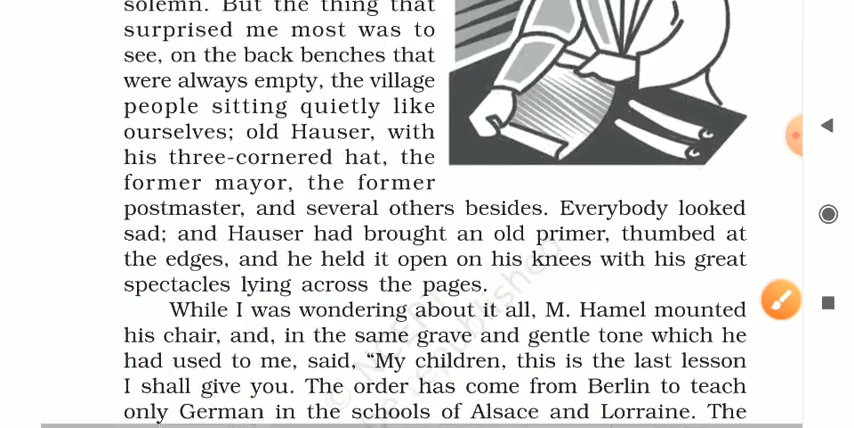 solemn. But the thing that
surprised me most was to
see, on the back benches that
were always empty, the village
people sitting quietly like
ourselves; old Hauser, with
his three-cornered hat, the
former mayor, the former
postmaster, and several others besides. Everybody looked
sad; and Hauser had brought an old primer, thumbed at
the edges, and he held it open on his knees with his great
spectacles lying across the pages.
While I was wondering about it all, M. Hamel mounted
his chair, and, in the same grave and gentle tone which he
had used to me, said, “My children, this is the last lesson
I shall give you. The order has come from Berlin to teach
only German in the schools of Alsace and Lorraine. The